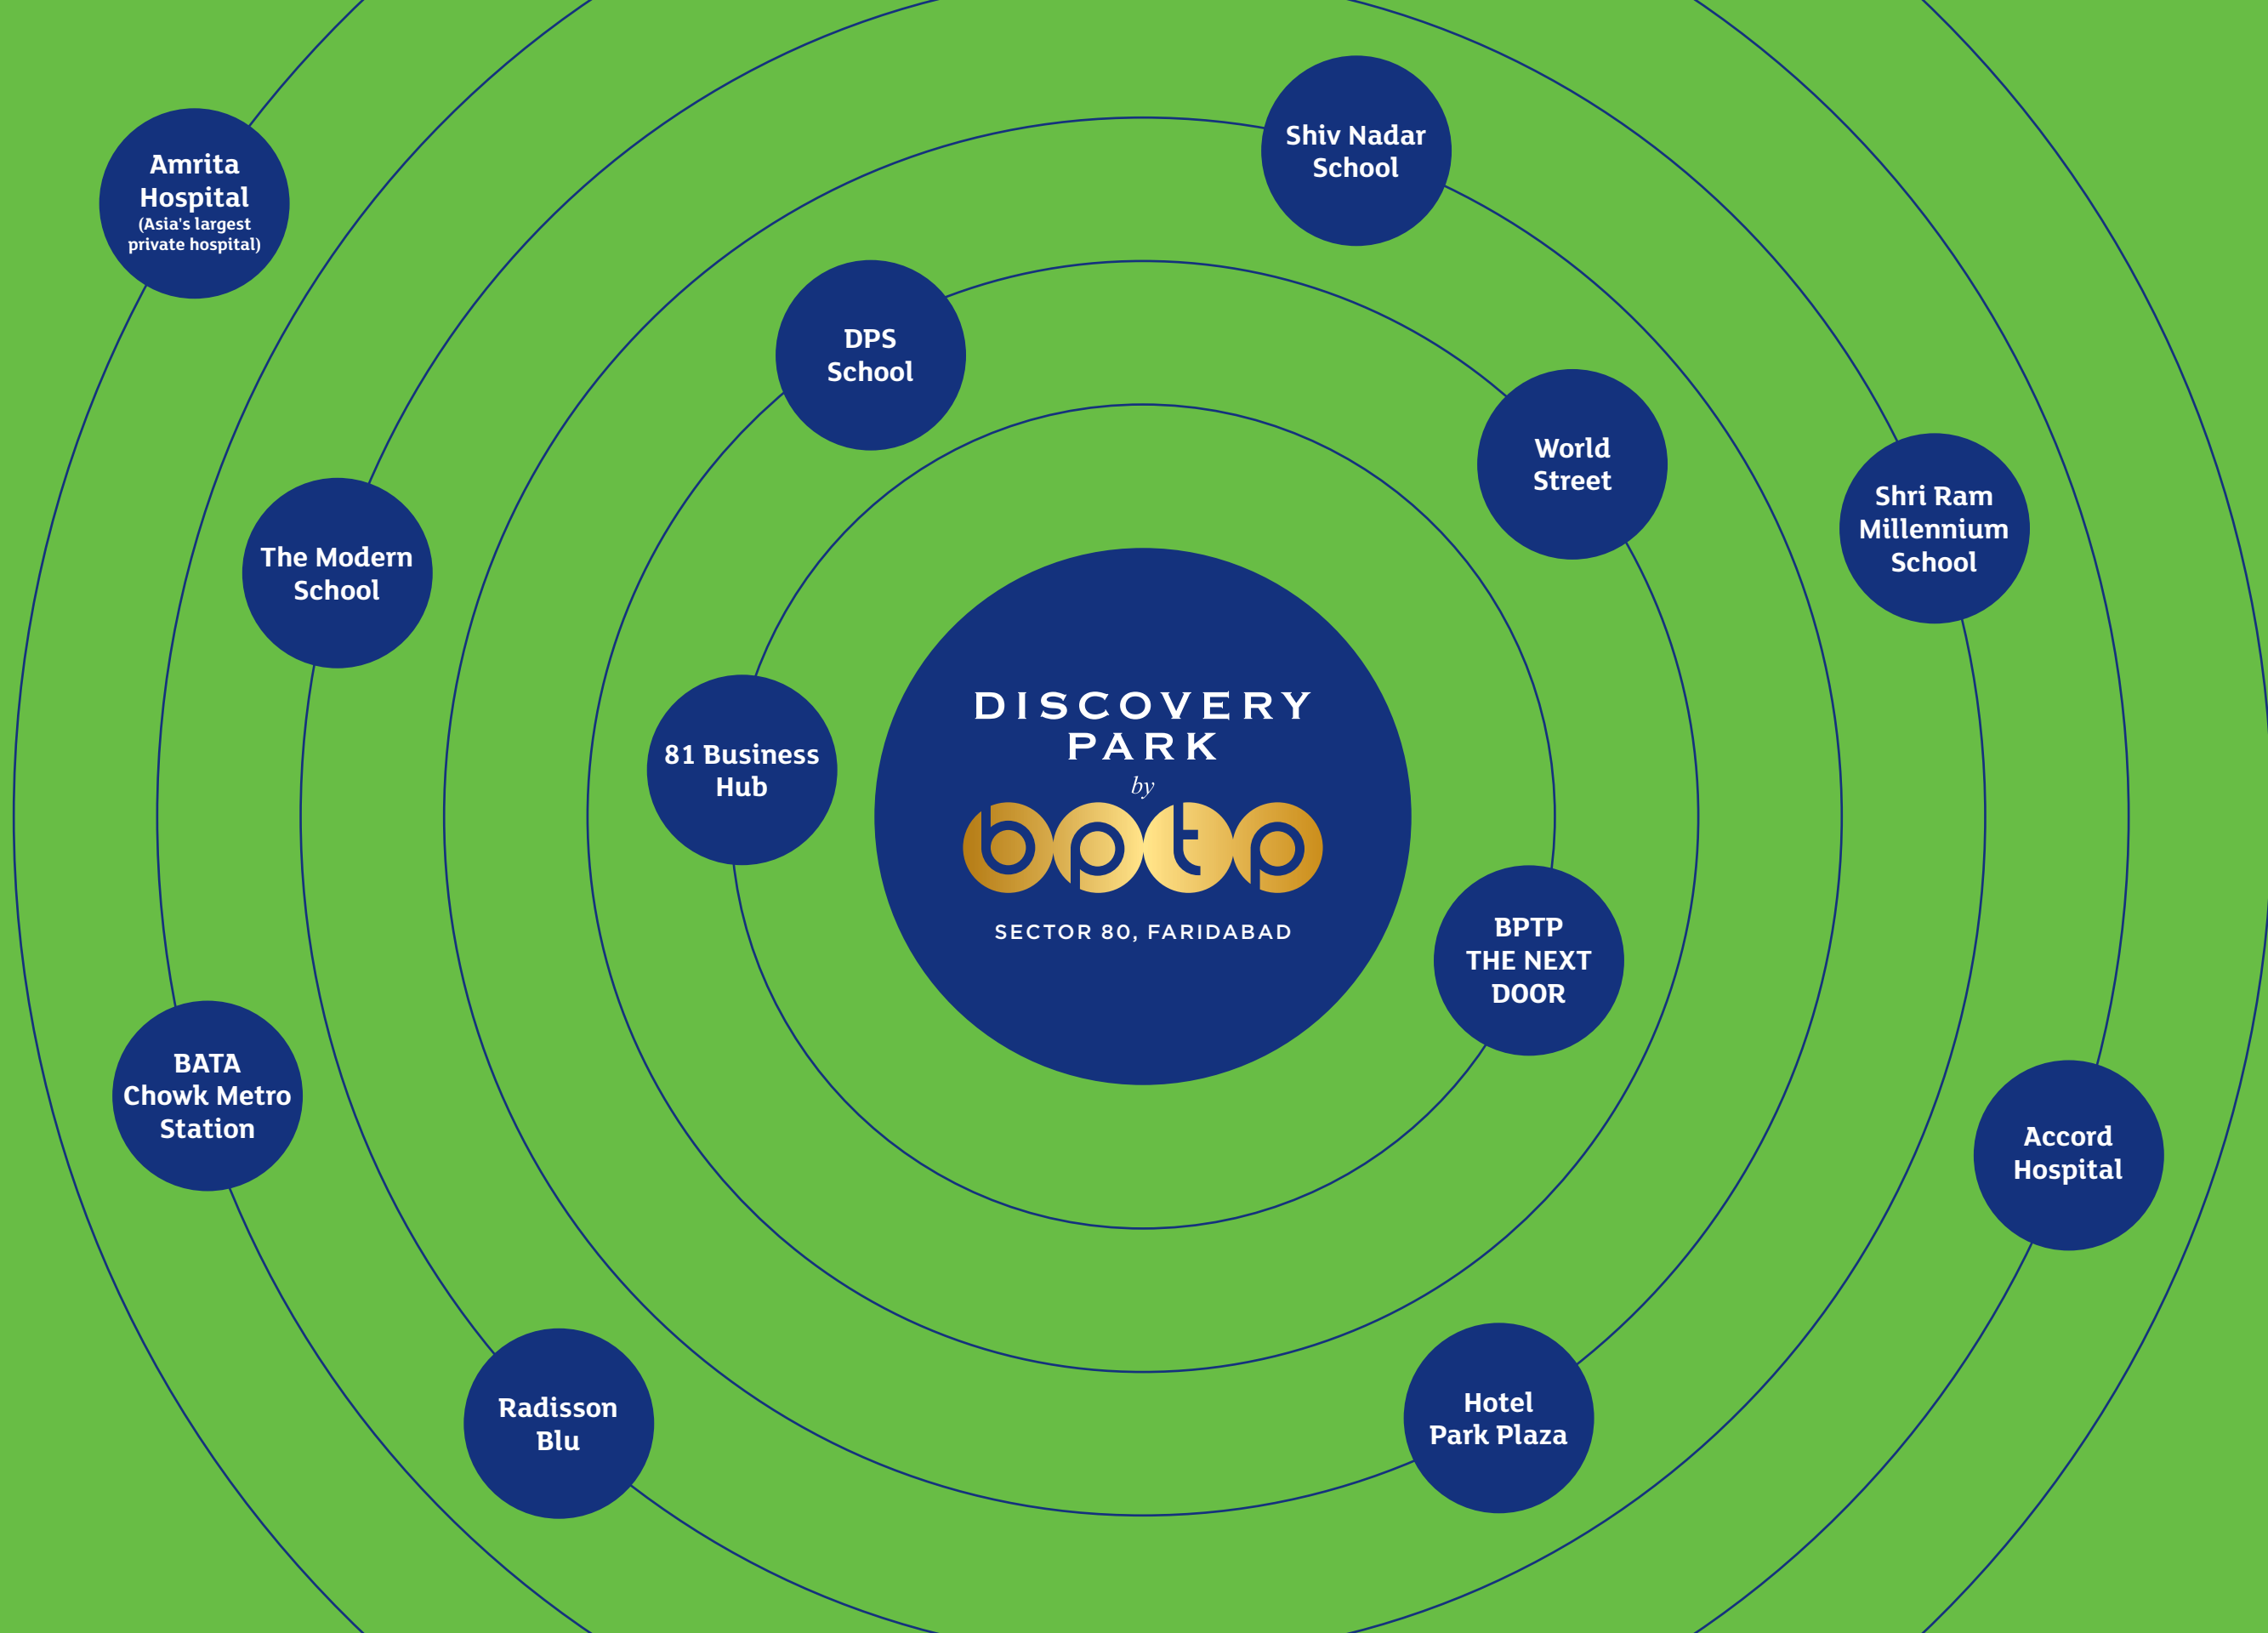 Amrita
Hospital
(Asia's largest
private hospital)
Shiv Nadar
School
DPS
School
World
Street
Shri Ram
Millennium
School
The Modern
School
81 Business
Hub
DISCOVERY
PARK
by
bptp
SECTOR 80, FARIDABAD
BPTP
THE NEXT
DOOR
BATA
Chowk Metro
Station
Accord
Hospital
Radisson
Blu
Hotel
Park Plaza